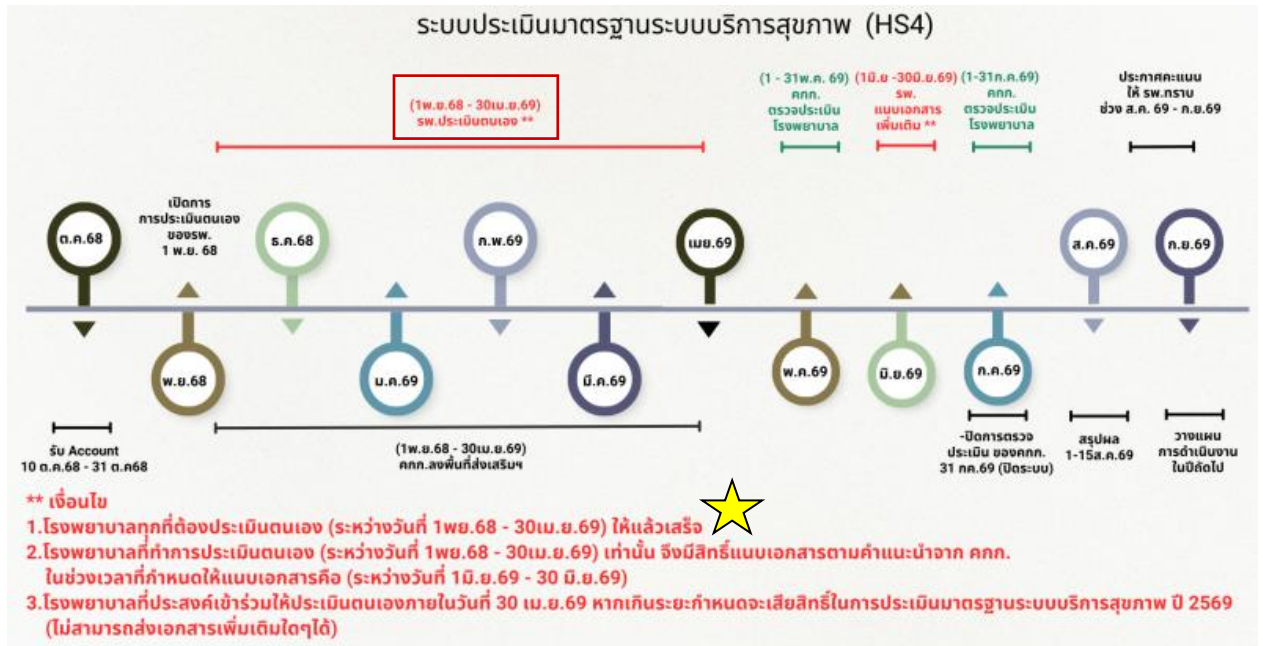 ระบบประเมินมาตรฐานระบบบริการสุขภาพ (HS4)
(1พ.ย.68 - 30เม.ย.69)
รพ.ประเมินตนเอง **
(1 - 31พ.ค. 69)
คกก.
ตรวจประเมิน
โรงพยาบาล
(1มิ.ย -30มิ.ย.69)
รพ.
แนบเอกสาร
เพิ่มเติม **
(1-31ก.ค.69)
คกก.
ตรวจประเมิน
โรงพยาบาล
ประกาศคะแนน
ให้ รพ.ทราบ
ช่วง ส.ค. 69 - ก.ย.69
ต.ค.68
เปิดการ
การประเมินตนเอง
ของรพ.
1 พ.ย. 68
ธ.ค.68
ก.พ.69
เมย.69
ส.ค.69
ก.ย.69
พ.ย.68
ม.ค.69
มี.ค.69
พ.ค.69
มิ.ย.69
ก.ค.69
รับ Account
10 ต.ค.68 - 31 ต.ค68
(1พ.ย.68 - 30เม.ย.69)
คกก.ลงพื้นที่ส่งเสริมฯ
-ปิดการตรวจ
ประเมิน ของคกก.
31 กค.69 (ปิดระบบ)
สรุปผล
1-15ส.ค.69
วางแผน
การดำเนินงาน
ในปีถัดไป
** เงื่อนไข
1.โรงพยาบาลทุกที่ต้องประเมินตนเอง (ระหว่างวันที่ 1พย.68 - 30เม.ย.69) ให้แล้วเสร็จ
2.โรงพยาบาลที่ทำการประเมินตนเอง (ระหว่างวันที่ 1พย.68 - 30เม.ย.69) เท่านั้น จึงมีสิทธิ์แนบเอกสารตามคำแนะนำจาก คกก.
ในช่วงเวลาที่กำหนดให้แนบเอกสารคือ (ระหว่างวันที่ 1มิ.ย.69 - 30 มิ.ย.69)
3.โรงพยาบาลที่ประสงค์เข้าร่วมให้ประเมินตนเองภายในวันที่ 30 เม.ย.69 หากเกินระยะกำหนดจะเสียสิทธิ์ในการประเมินมาตรฐานระบบบริการสุขภาพ ปี 2569
(ไม่สามารถส่งเอกสารเพิ่มเติมใดๆได้)